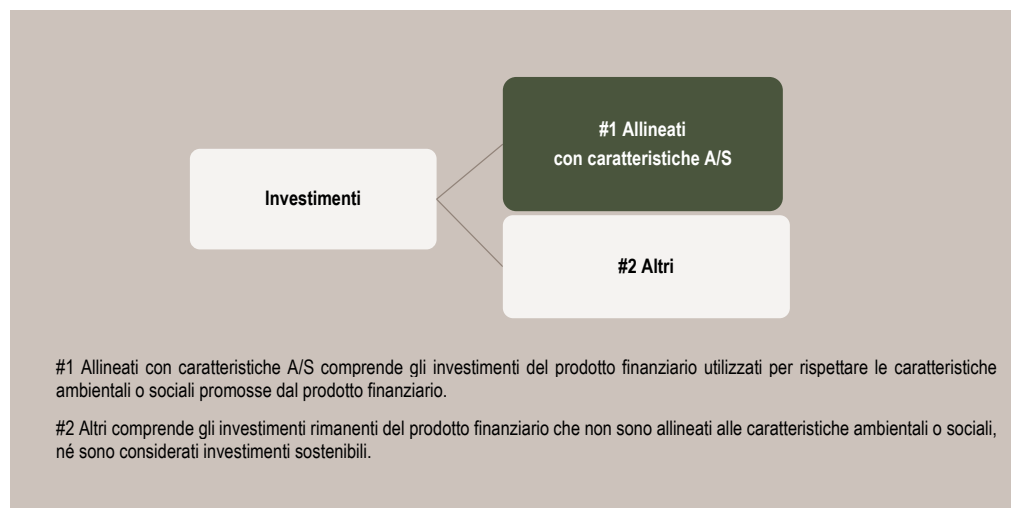 #1 Allineati
con caratteristiche A/S
Investimenti
#2 Altri
#1 Allineati con caratteristiche A/S comprende gli investimenti del prodotto finanziario utilizzati per rispettare le caratteristiche
ambientali o sociali promosse dal prodotto finanziario.
#2 Altri comprende gli investimenti rimanenti del prodotto finanziario che non sono allineati alle caratteristiche ambientali o sociali,
né sono considerati investimenti sostenibili.